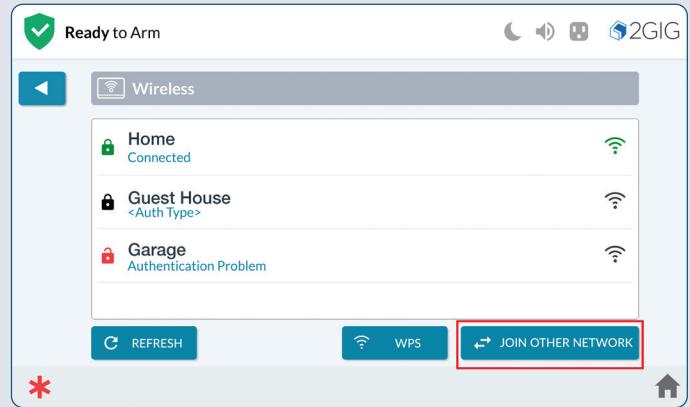 Ready to Arm
2GIG
Wireless
Home
Connected
Guest House
<Auth Type>
Garage
Authentication Problem
REFRESH
WPS
JOIN OTHER NETWORK